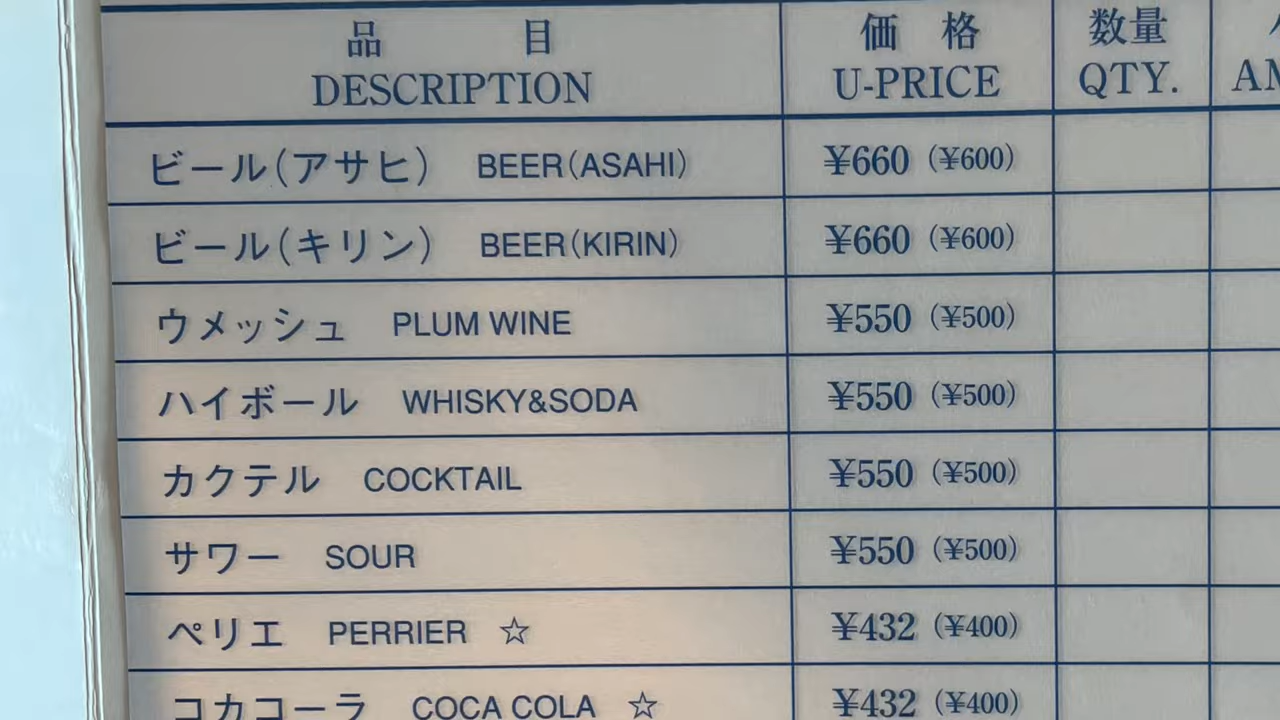 品 目 価 格 数量
DESCRIPTION U-PRICE QTY.
ビール(アサヒ) BEER(ASAHI) ¥660 (¥600)
ビール(キリン) BEER(KIRIN) ¥660 (¥600)
ウメッシュ PLUM WINE ¥550 (¥500)
ハイボール WHISKY&SODA ¥550 (¥500)
カクテル COCKTAIL ¥550 (¥500)
サワー SOUR ¥550 (¥500)
ペリエ PERRIER ☆ ¥432 (¥400)
コカコーラ COCA COLA ☆ ¥432 (¥400)